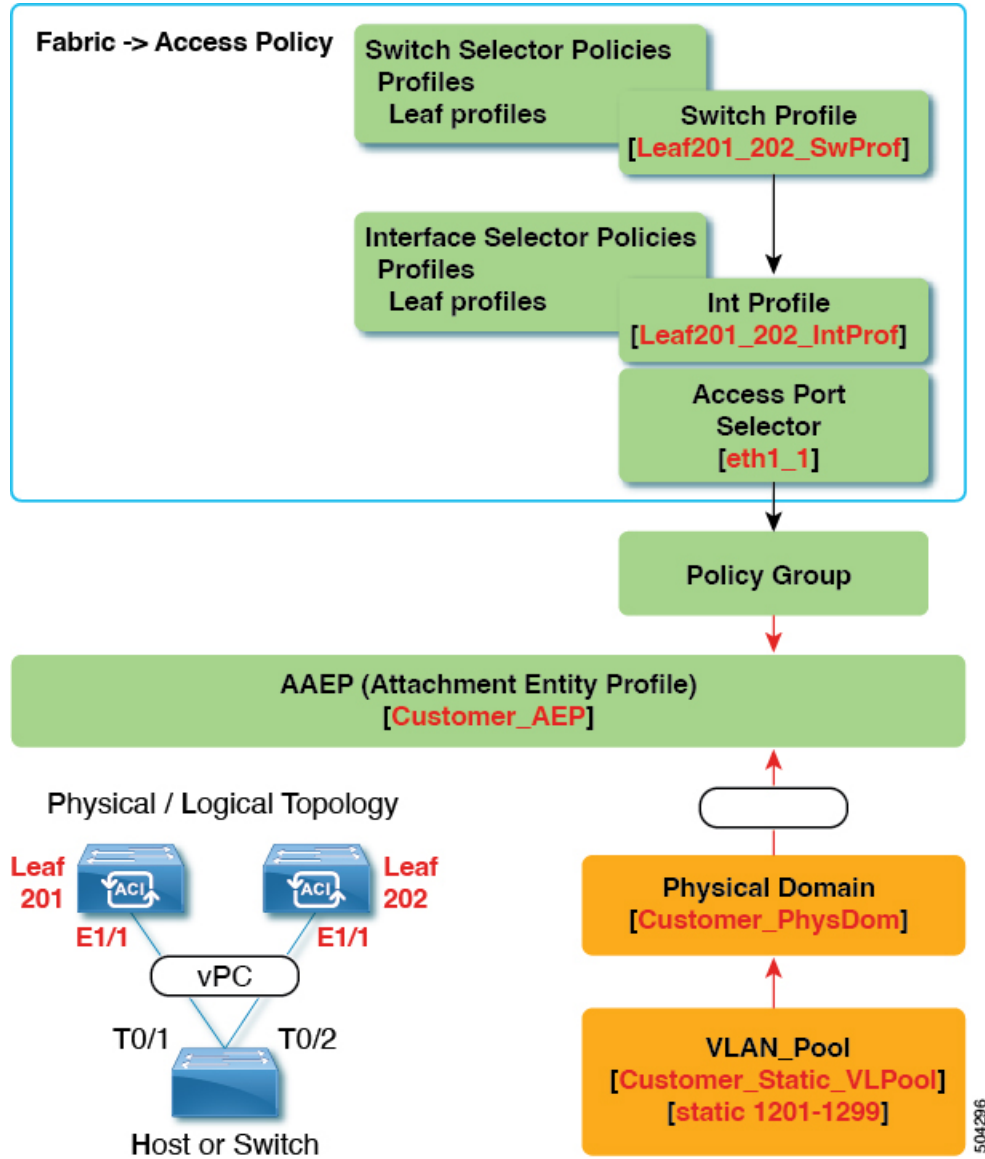 Fabric -> Access Policy
Switch Selector Policies
Profiles
Leaf profiles
Switch Profile
[Leaf201_202_SwProf]
Interface Selector Policies
Profiles
Leaf profiles
Int Profile
[Leaf201_202_IntProf]
Access Port
Selector
[eth1_1]
Policy Group
AAEP (Attachment Entity Profile)
[Customer_AEP]
Physical / Logical Topology
Leaf
201
ACI
ACI
Leaf
202
E1/1
E1/1
vPC
T0/1
T0/2
Host or Switch
Physical Domain
[Customer_PhysDom]
VLAN_Pool
[Customer_Static_VLPool]
[static 1201-1299]
504296